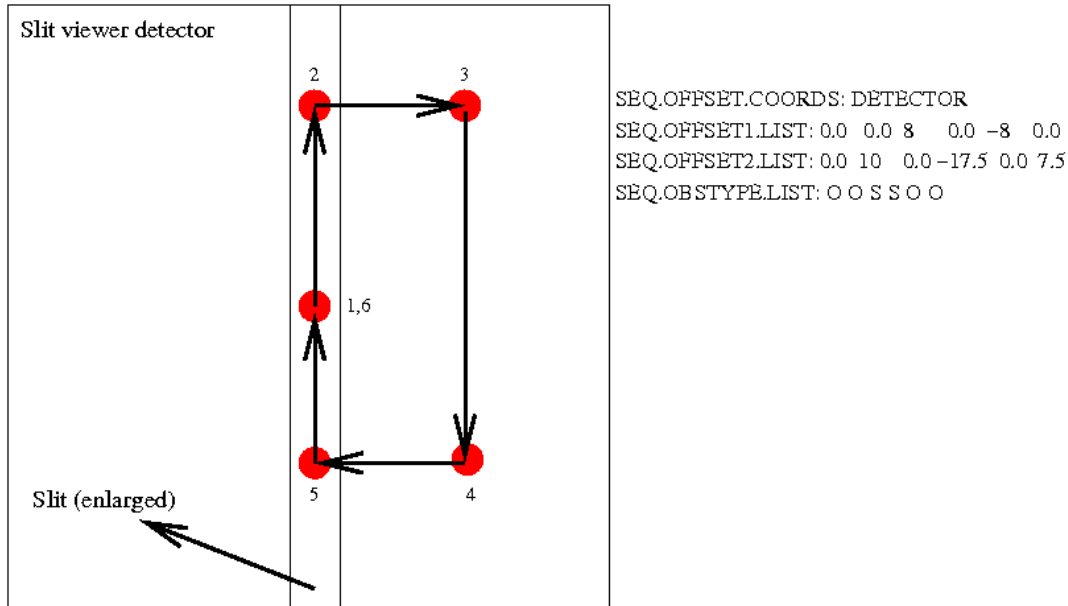 Slit viewer detector
2
3
1,6
5
4
Slit (enlarged)
SEQ.OFFSET.COORDS: DETECTOR
SEQ.OFFSET1.LIST: 0.0 0.0 8 0.0 −8 0.0
SEQ.OFFSET2.LIST: 0.0 10 0.0 −17.5 0.0 7.5
SEQ.OBSTYPE.LIST: O O S S O O